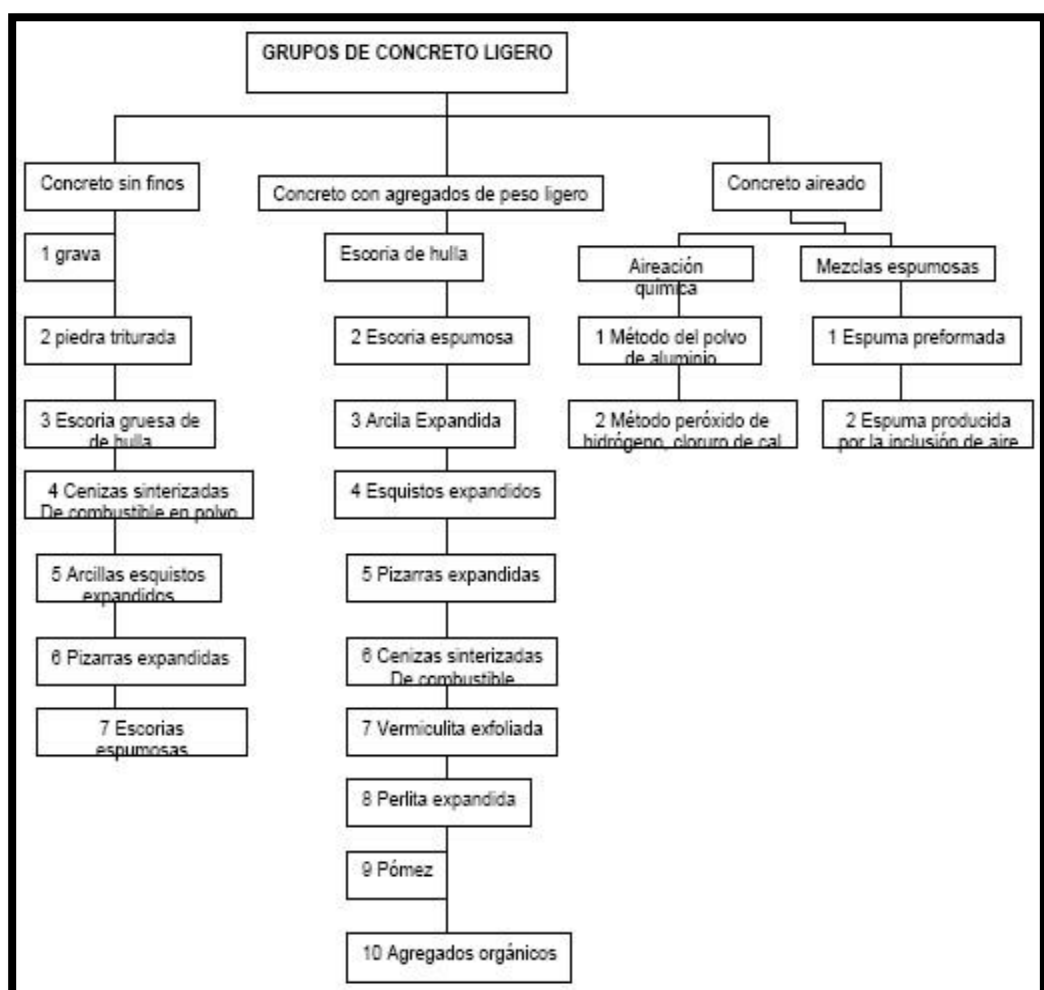 GRUPOS DE CONCRETO LIGERO
Concreto sin finos
1 grava
2 piedra triturada
3 Escoria gruesa de
de hulla
4 Cenizas sinterizadas
De combustible en polvo
5 Arcillas esquistos
expandidos
6 Pizarras expandidas
7 Escorias
espumosas
Concreto con agregados de peso ligero
Escoria de hulla
2 Escoria espumosa
3 Arcila Expandida
4 Esquistos expandidos
5 Pizarras expandidas
6 Cenizas sinterizadas
De combustible
7 Vermiculita exfoliada
8 Perlita expandida
9 Pómez
10 Agregados orgánicos
Concreto aireado
Aireación
química
1 Método del polvo
de aluminio
2 Método peróxido de
hidrógeno, cloruro de cal
Mezclas espumosas
1 Espuma preformada
2 Espuma producida
por la inclusión de aire